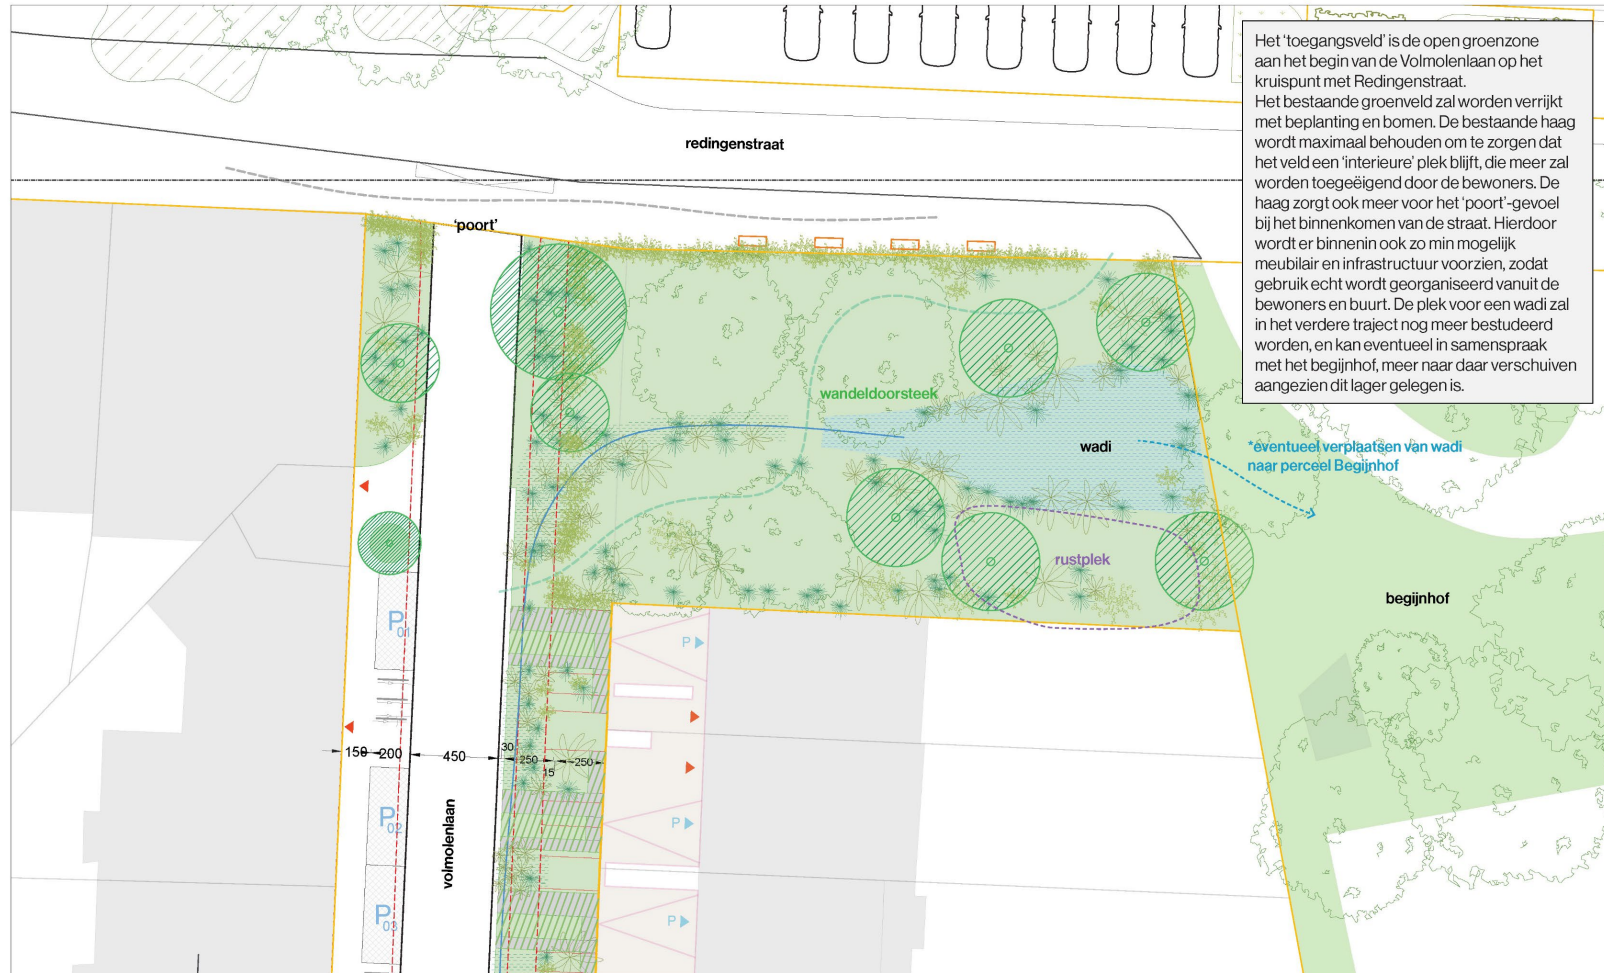 Het ‘toegangsveld’ is de open groenzone
aan het begin van de Volmolenlaan op het
kruispunt met Redingenstraat.
Het bestaande groenveld zal worden verrijkt
met beplanting en bomen. De bestaande haag
wordt maximaal behouden om te zorgen dat
het veld een ‘interieure’ plek blijft, die meer zal
worden toegeëigend door de bewoners. De
haag zorgt ook meer voor het ‘poort’-gevoel
bij het binnenkomen van de straat. Hierdoor
wordt er binnenin ook zo min mogelijk
meubilair en infrastructuur voorzien, zodat
gebruik echt wordt georganiseerd vanuit de
bewoners en buurt. De plek voor een wadi zal
in het verdere traject nog meer bestudeerd
worden, en kan eventueel in samenspraak
met het begijnhof, meer naar daar verschuiven
aangezien dit lager gelegen is.
redingenstraat
‘poort’
wandeldoorsteek
wadi
*eventueel verplaatsen van wadi
naar perceel Begijnhof
rustplek
begijnhof
P01
P
150 200 450 30 250 15 250
P02
P
volmolenlaan
P03
P